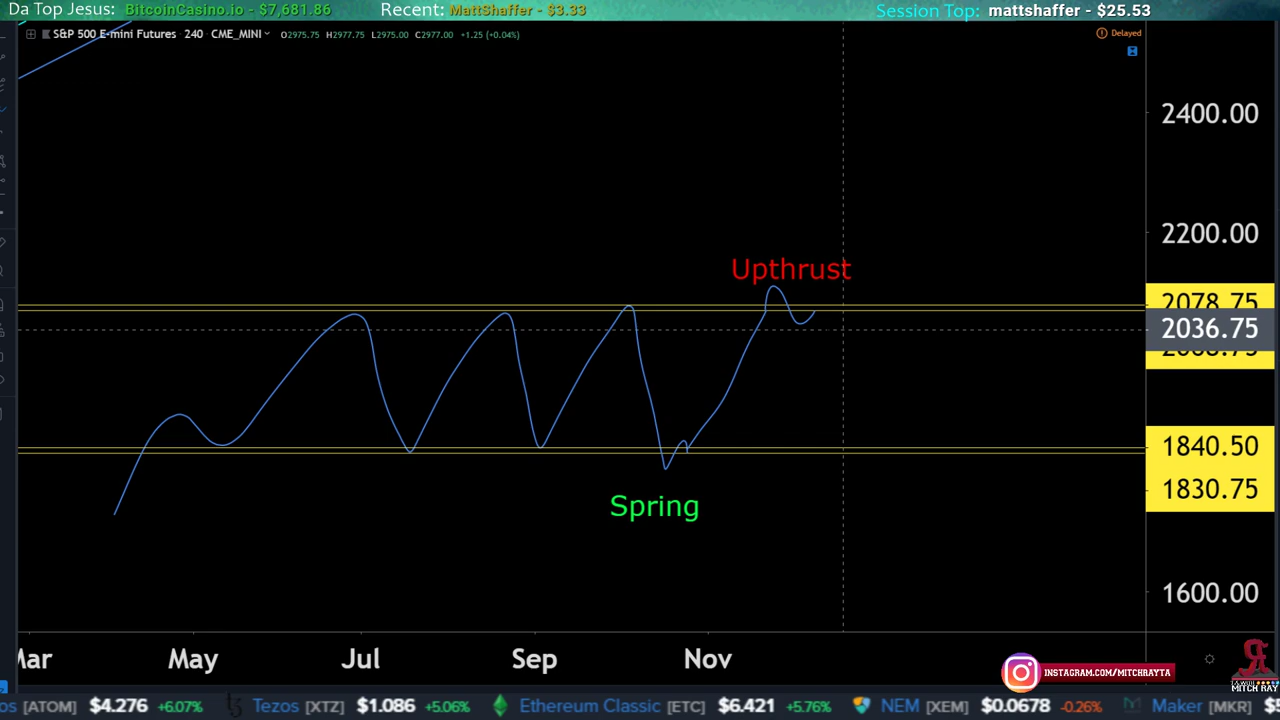 Da Top Jesus: BitcoinCasino.io - $7,681.86 Recent: MattShaffer - $3.33 Session Top: mattshaffer - $25.53
S&P 500 E-mini Futures 240 CME_MINI O2975.75 H2977.75 L2975.00 C2977.00 +1.25 (+0.04%) Delayed
2400.00
2200.00
Upthrust
2078.75
2036.75
1840.50
1830.75
Spring
1600.00
Mar May Jul Sep Nov
INSTAGRAM.COM/MITCHRAYTA
MITCH RAY
[ATOM] $4.276 +6.07% Tezos [XTZ] $1.086 +5.06% Ethereum Classic [ETC] $6.421 +5.76% NEM [XEM] $0.0678 -0.26% Maker [MKR]